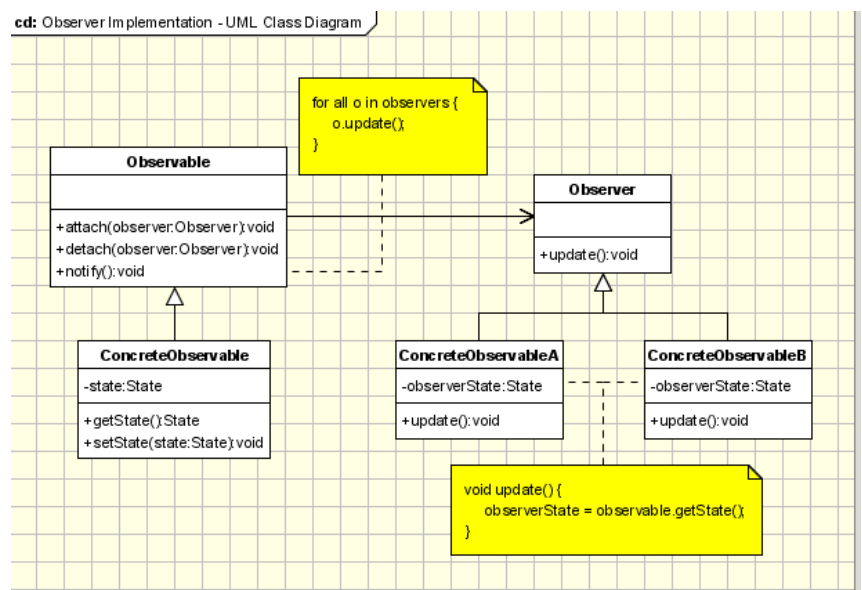 cd: Observer Implementation - UML Class Diagram
for all o in observers {
o.update();
}
Observable
+attach(observer:Observer):void
+detach(observer:Observer):void
+notify():void
Observer
+update():void
ConcreteObservable
-state:State
+getState():State
+setState(state:State):void
ConcreteObservableA
-observerState:State
+update():void
ConcreteObservableB
-observerState:State
+update():void
void update() {
observerState = observable.getState();
}